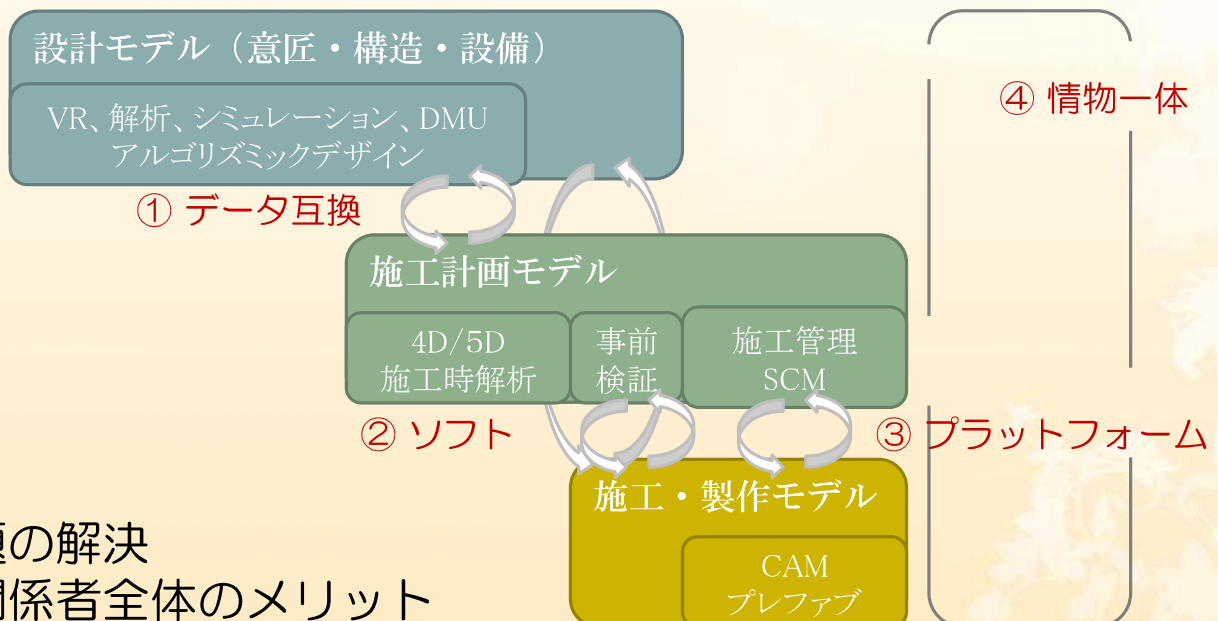 設計モデル（意匠・構造・設備）
VR、解析、シミュレーション、DMU
アルゴリズミックデザイン
④ 情物一体
① データ互換
施工計画モデル
4D/5D
施工時解析
事前
検証
施工管理
SCM
② ソフト
③ プラットフォーム
施工・製作モデル
CAM
プレファブ
の解決
関係者全体のメリット